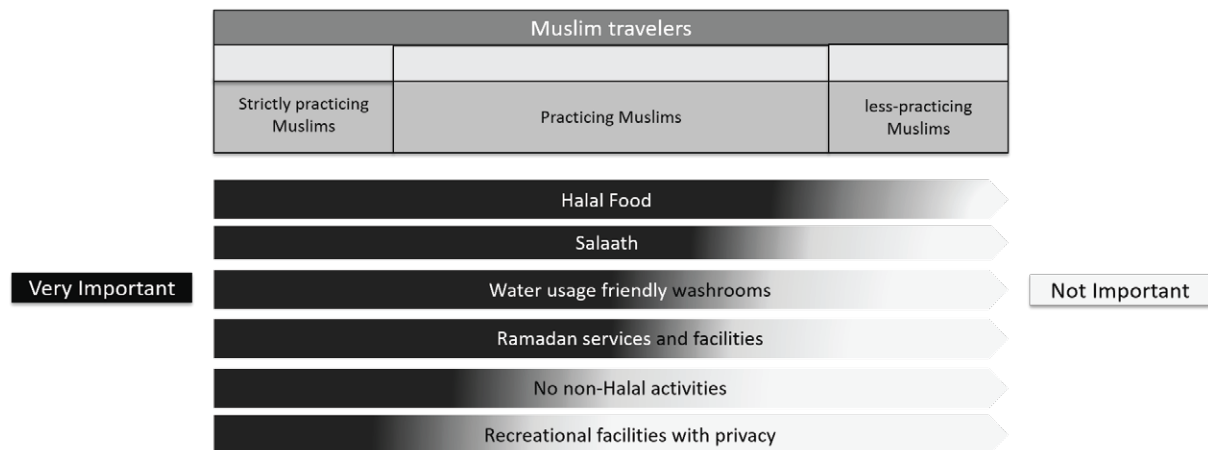 Muslim travelers
Strictly practicing
Muslims
Practicing Muslims
less-practicing
Muslims
Halal Food
Salaath
Very Important
Water usage friendly washrooms
Not Important
Ramadan services and facilities
No non-Halal activities
Recreational facilities with privacy